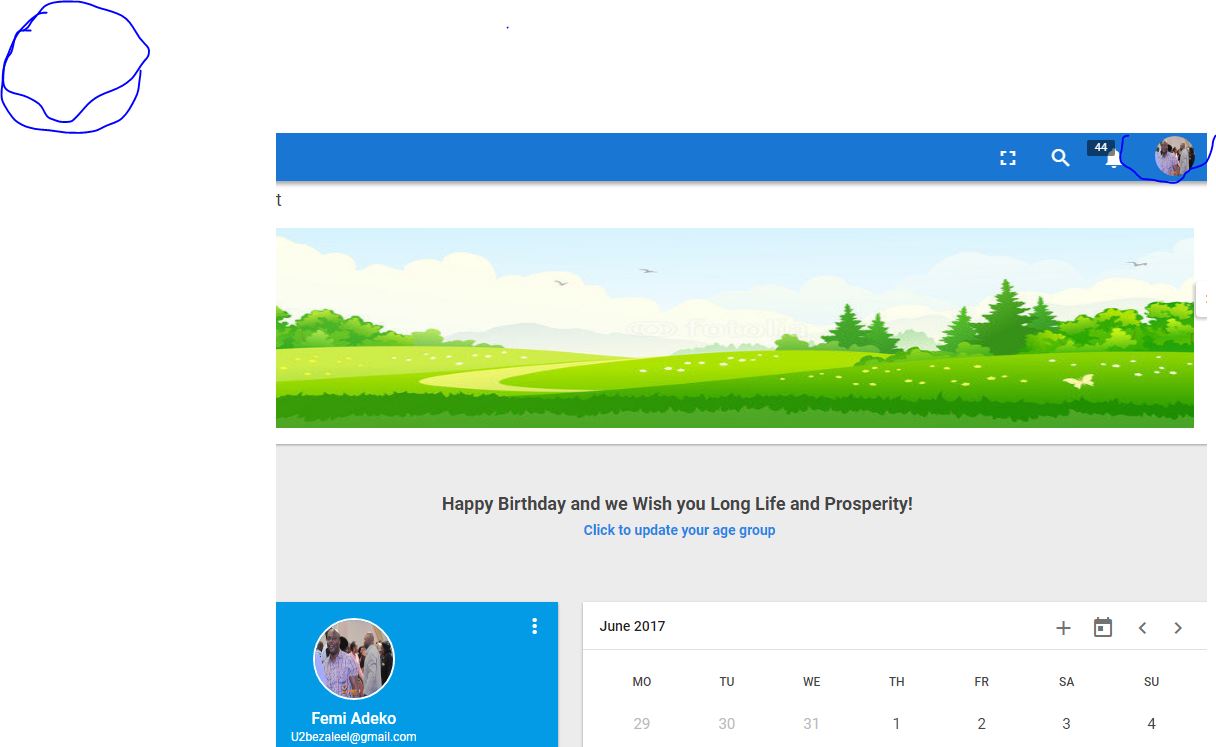 44
t
fotolia
Happy Birthday and we Wish you Long Life and Prosperity!
Click to update your age group
June 2017
MO TU WE TH FR SA SU
29 30 31 1 2 3 4
Femi Adeko
U2bezaleel@gmail.com